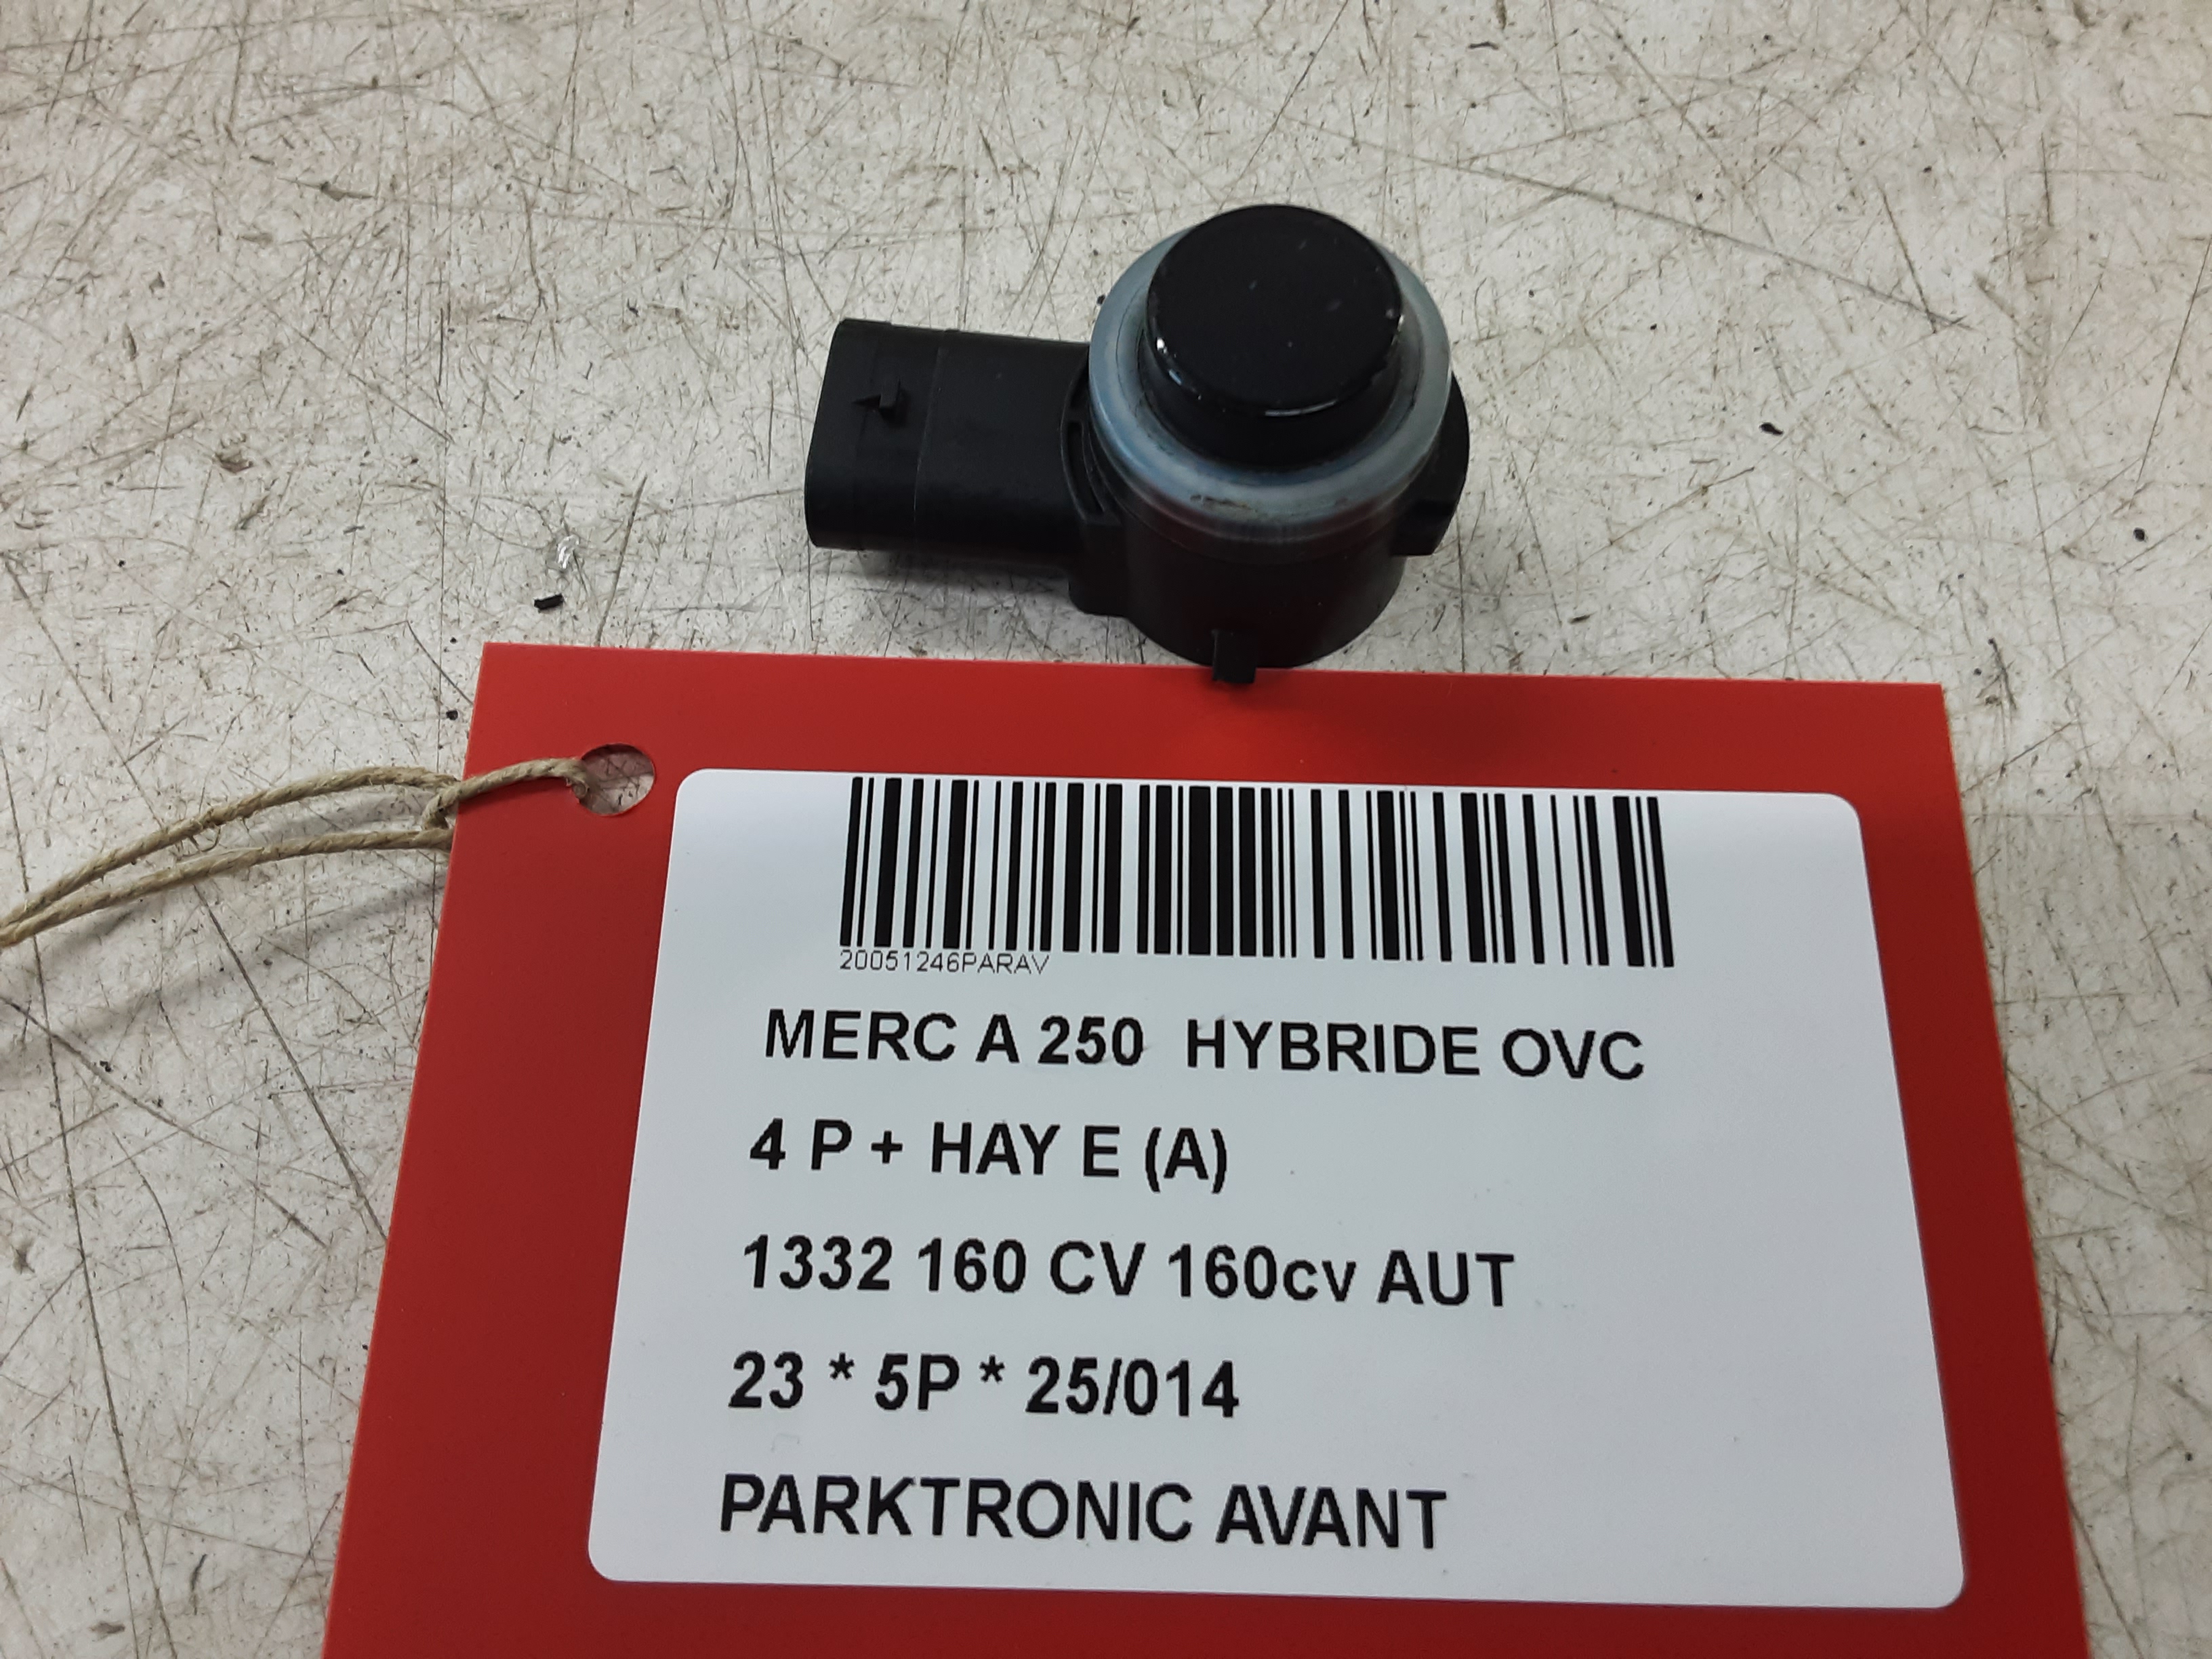 20051246PARAV
MERC A 250 HYBRIDE OVC
4 P + HAY E (A)
1332 160 CV 160cv AUT
23 * 5P * 25/014
PARKTRONIC AVANT